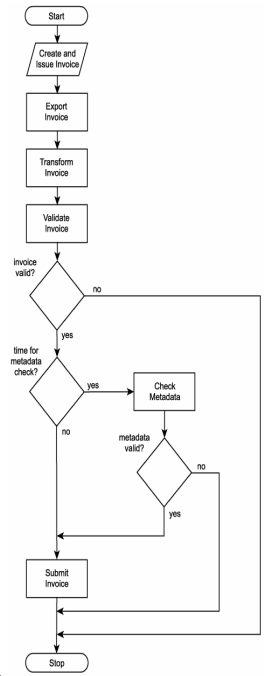 Start
Create and
Issue Invoice
Export
Invoice
Transform
Invoice
Validate
Invoice
invoice
valid?
no
yes
time for
metadata
check?
yes
Check
Metadata
no
metadata
valid?
no
yes
Submit
Invoice
Stop